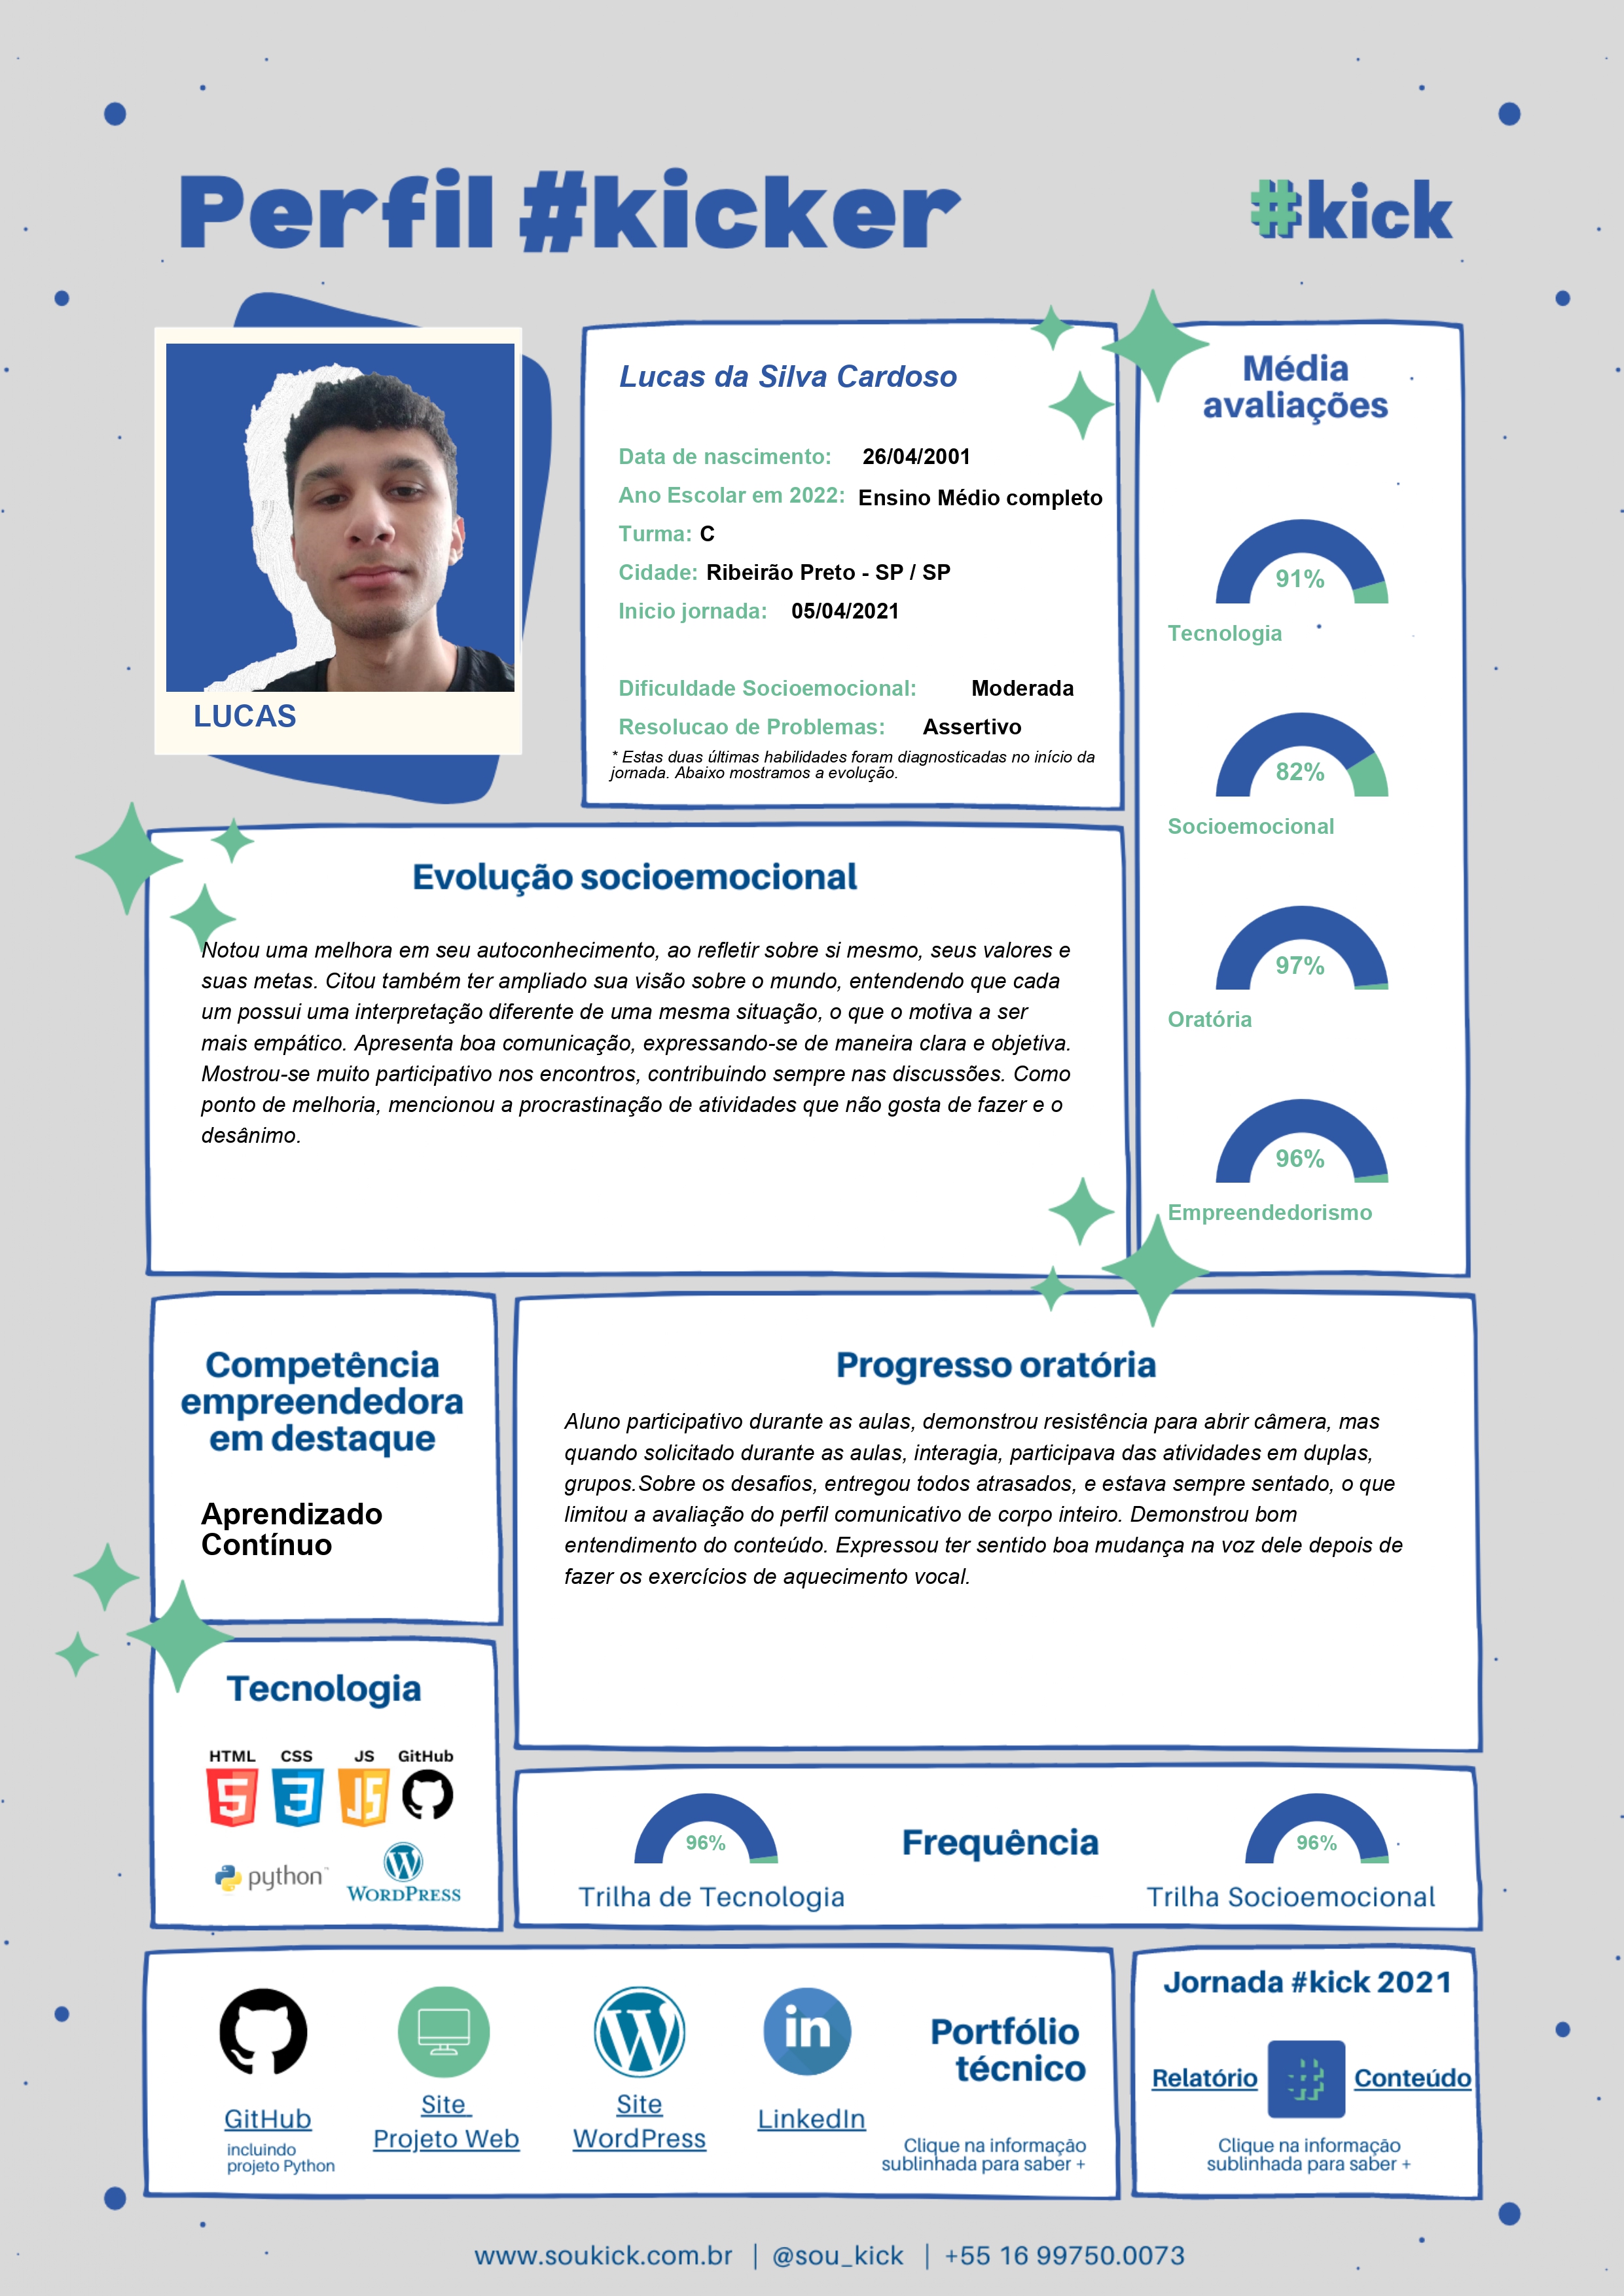 Perfil #kicker
#kick
LUCAS
Lucas da Silva Cardoso
Data de nascimento: 26/04/2001
Ano Escolar em 2022: Ensino Médio completo
Turma: C
Cidade: Ribeirão Preto - SP / SP
Inicio jornada: 05/04/2021
Dificuldade Socioemocional: Moderada
Resolucao de Problemas: Assertivo
* Estas duas últimas habilidades foram diagnosticadas no início da
jornada. Abaixo mostramos a evolução.
Média
avaliações
91%
Tecnologia
82%
Socioemocional
97%
Oratória
96%
Empreendedorismo
Evolução socioemocional
Notou uma melhora em seu autoconhecimento, ao refletir sobre si mesmo, seus valores e
suas metas. Citou também ter ampliado sua visão sobre o mundo, entendendo que cada
um possui uma interpretação diferente de uma mesma situação, o que o motiva a ser
mais empático. Apresenta boa comunicação, expressando-se de maneira clara e objetiva.
Mostrou-se muito participativo nos encontros, contribuindo sempre nas discussões. Como
ponto de melhoria, mencionou a procrastinação de atividades que não gosta de fazer e o
desânimo.
Competência
empreendedora
em destaque
Aprendizado
Contínuo
Progresso oratória
Aluno participativo durante as aulas, demonstrou resistência para abrir câmera, mas
quando solicitado durante as aulas, interagia, participava das atividades em duplas,
grupos.Sobre os desafios, entregou todos atrasados, e estava sempre sentado, o que
limitou a avaliação do perfil comunicativo de corpo inteiro. Demonstrou bom
entendimento do conteúdo. Expressou ter sentido boa mudança na voz dele depois de
fazer os exercícios de aquecimento vocal.
Tecnologia
HTML CSS JS GitHub
5 3 JS
python™ WORDPRESS
96%
Trilha de Tecnologia
Frequência
96%
Trilha Socioemocional
GitHub
incluindo
projeto Python
Site
Projeto Web
Site
WordPress
in
LinkedIn
Portfólio
técnico
Clique na informação
sublinhada para saber +
Jornada #kick 2021
Relatório # Conteúdo
Clique na informação
sublinhada para saber +
www.soukick.com.br | @sou_kick | +55 16 99750.0073